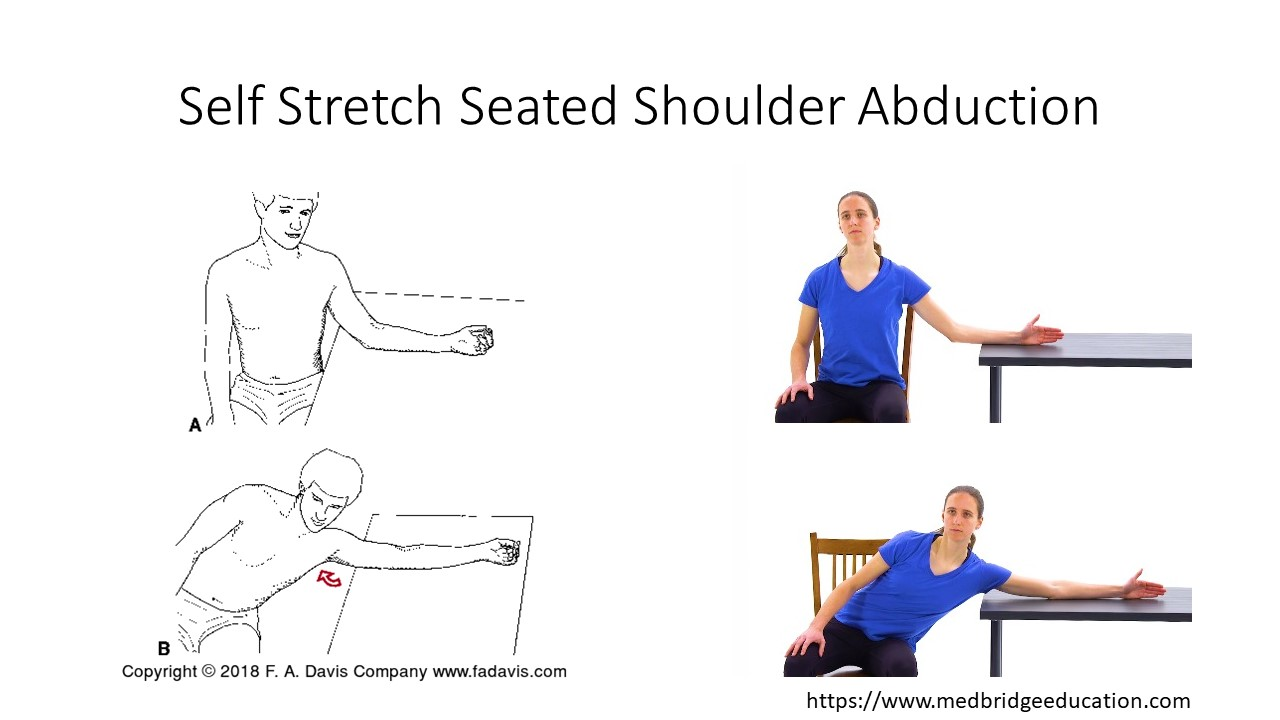 Self Stretch Seated Shoulder Abduction
A
B
Copyright © 2018 F. A. Davis Company www.fadavis.com
https://www.medbridgeeducation.com